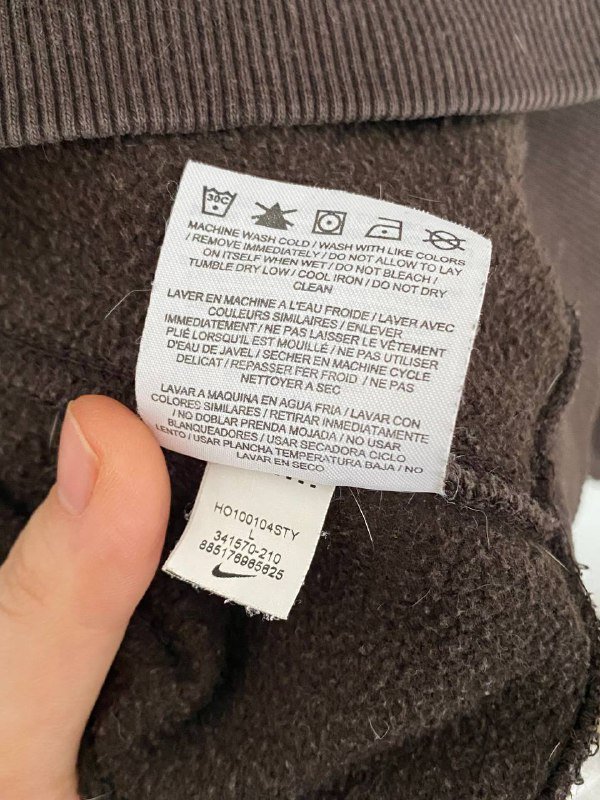 30C
MACHINE WASH COLD / WASH WITH LIKE COLORS
/ REMOVE IMMEDIATELY / DO NOT ALLOW TO LAY
ON ITSELF WHEN WET / DO NOT BLEACH /
TUMBLE DRY LOW / COOL IRON / DO NOT DRY
CLEAN
LAVER EN MACHINE A L'EAU FROIDE / LAVER AVEC
COULEURS SIMILAIRES / ENLEVER
IMMEDIATEMENT / NE PAS LAISSER LE VÊTEMENT
PLIÉ LORSQU'IL EST MOUILLÉ / NE PAS UTILISER
D'EAU DE JAVEL / SECHER EN MACHINE CYCLE
DELICAT / REPASSER FER FROID / NE PAS
NETTOYER A SEC
LAVAR A MAQUINA EN AGUA FRIA / LAVAR CON
COLORES SIMILARES / RETIRAR INMEDIATAMENTE
/ NO DOBLAR PRENDA MOJADA / NO USAR
BLANQUEADORES / USAR SECADORA CICLO
LENTO / USAR PLANCHA TEMPERATURA BAJA / NO
LAVAR EN SECO
HO100104STY
L
341570-210
885178985825